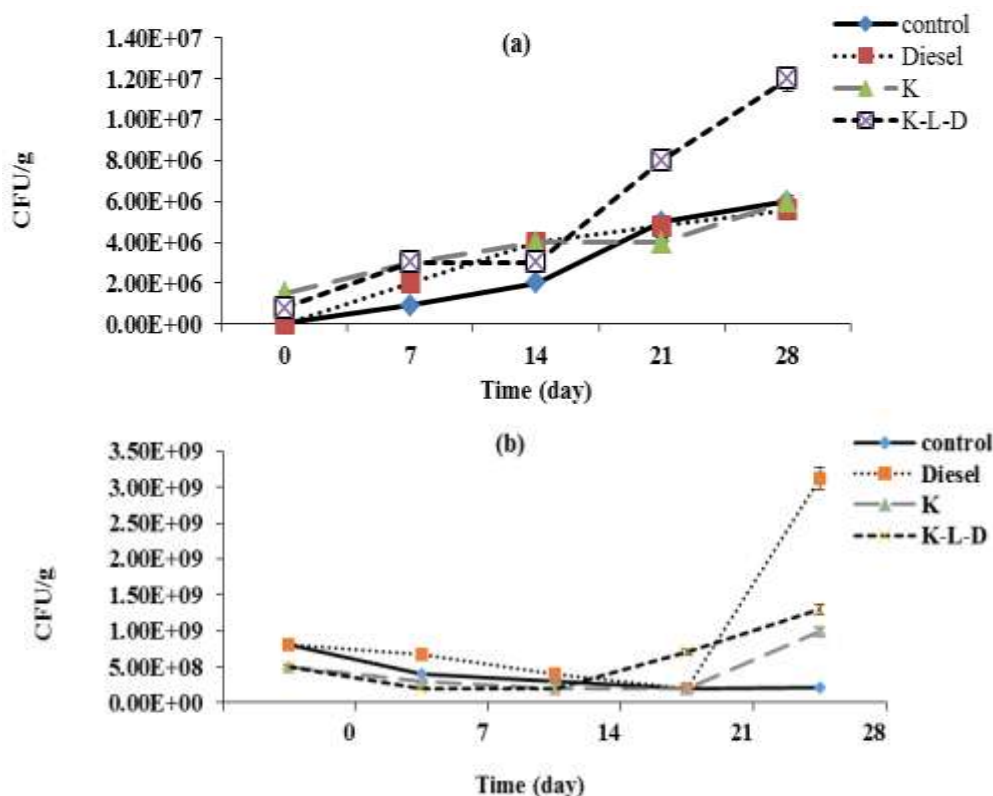 (a)
control
Diesel
K
K-L-D
1.40E+07
1.20E+07
1.00E+07
8.00E+06
6.00E+06
4.00E+06
2.00E+06
0.00E+00
CFU/g
0 7 14 21 28
Time (day)
(b)
control
Diesel
K
K-L-D
3.50E+09
3.00E+09
2.50E+09
2.00E+09
1.50E+09
1.00E+09
5.00E+08
0.00E+00
CFU/g
0 7 14 21 28
Time (day)